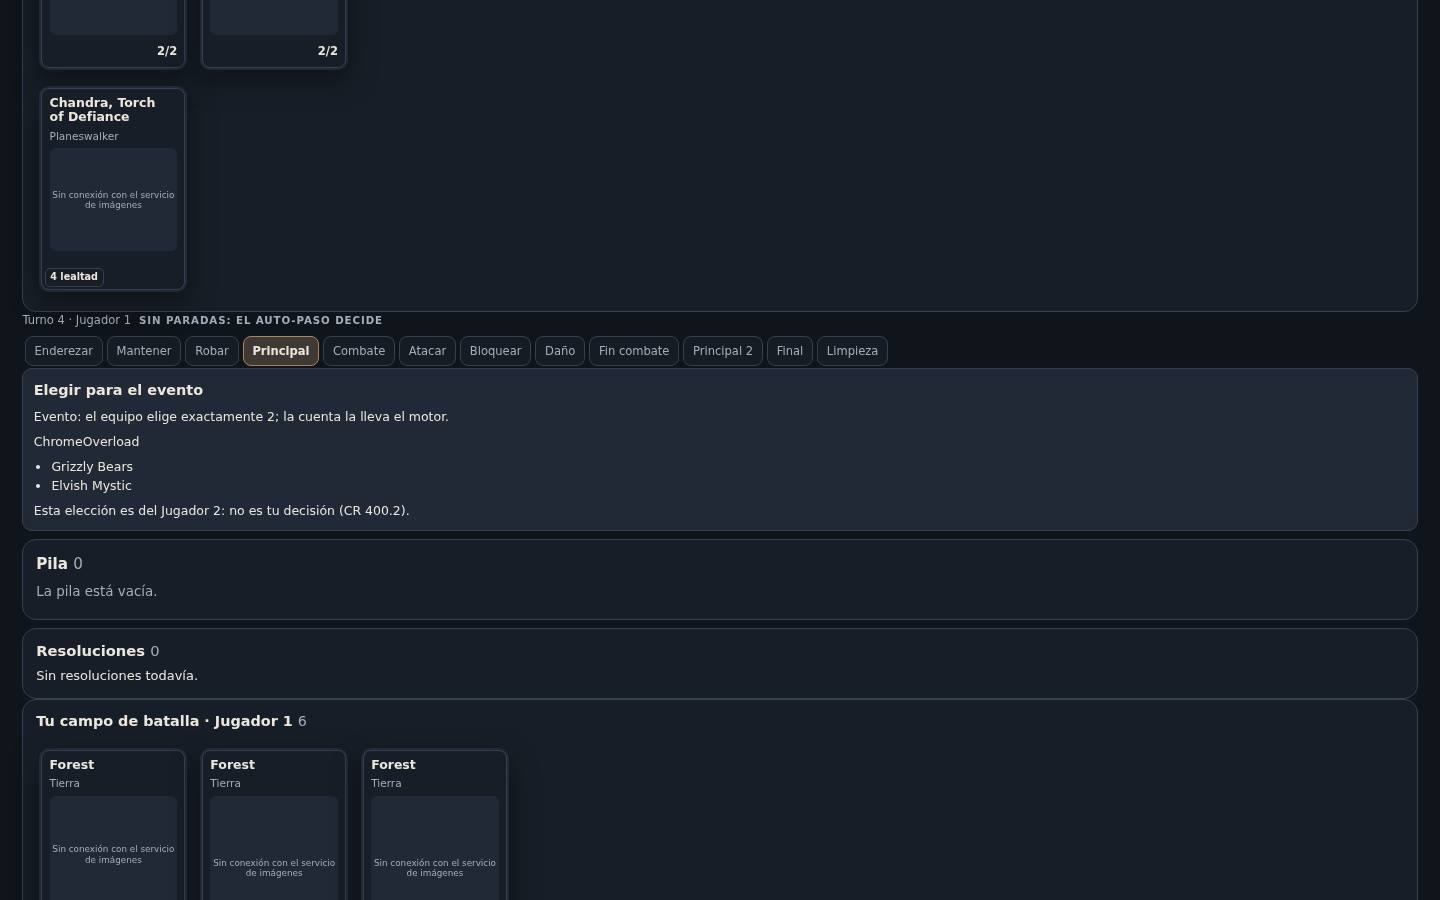 2/2
2/2
Chandra, Torch
of Defiance
Planeswalker
Sin conexión con el servicio
de imágenes
4 lealtad
Turno 4 · Jugador 1 SIN PARADAS: EL AUTO-PASO DECIDE
Enderezar Mantener Robar Principal Combate Atacar Bloquear Daño Fin combate Principal 2 Final Limpieza
Elegir para el evento
Evento: el equipo elige exactamente 2; la cuenta la lleva el motor.
ChromeOverload
• Grizzly Bears
• Elvish Mystic
Esta elección es del Jugador 2: no es tu decisión (CR 400.2).
Pila 0
La pila está vacía.
Resoluciones 0
Sin resoluciones todavía.
Tu campo de batalla · Jugador 1 6
Forest
Tierra
Sin conexión con el servicio
de imágenes
Forest
Tierra
Sin conexión con el servicio
de imágenes
Forest
Tierra
Sin conexión con el servicio
de imágenes